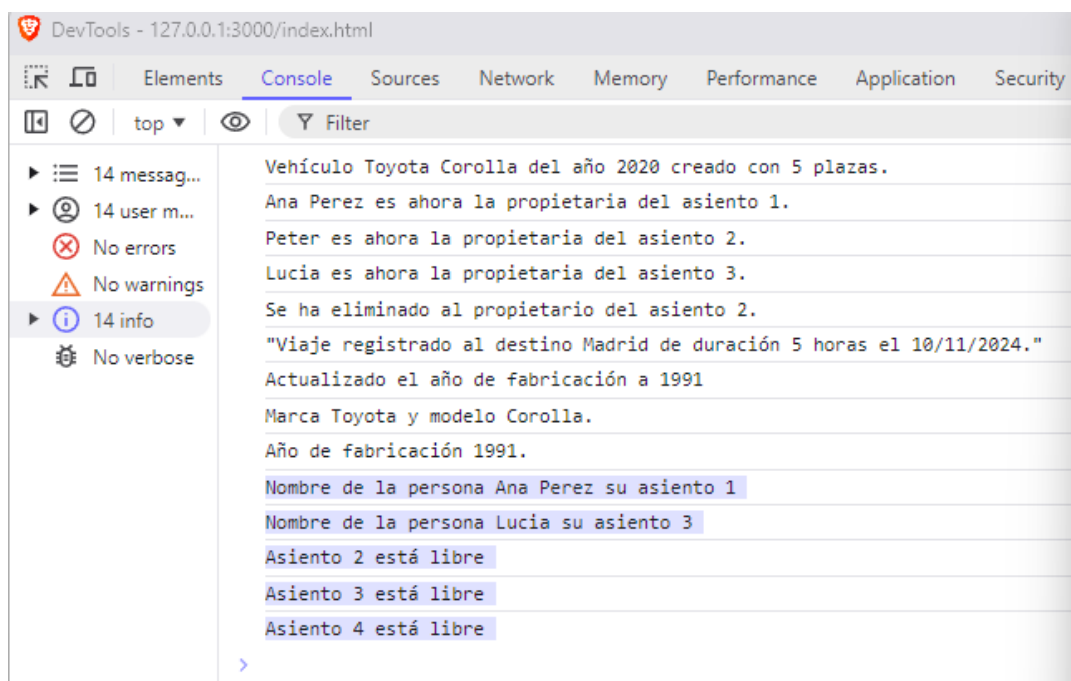 DevTools - 127.0.0.1:3000/index.html
Elements Console Sources Network Memory Performance Application Security
top ▼ Filter
14 messag...
14 user m...
No errors
No warnings
14 info
No verbose
Vehículo Toyota Corolla del año 2020 creado con 5 plazas.
Ana Perez es ahora la propietaria del asiento 1.
Peter es ahora la propietaria del asiento 2.
Lucia es ahora la propietaria del asiento 3.
Se ha eliminado al propietario del asiento 2.
"Viaje registrado al destino Madrid de duración 5 horas el 10/11/2024."
Actualizado el año de fabricación a 1991
Marca Toyota y modelo Corolla.
Año de fabricación 1991.
Nombre de la persona Ana Perez su asiento 1
Nombre de la persona Lucia su asiento 3
Asiento 2 está libre
Asiento 3 está libre
Asiento 4 está libre